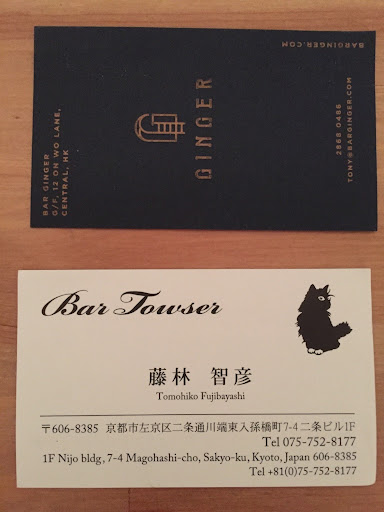 BAR GINGER
G/F, 12 ON WO LANE,
CENTRAL, HK
GINGER
2668 0486
TONY@BARGINGER.COM
BARGINGER.COM
Bar Towser
藤林 智彦
Tomohiko Fujibayashi
〒606-8385 京都市左京区二条通川端東入孫橋町7-4 二条ビル1F
Tel 075-752-8177
1F Nijo bldg, 7-4 Magohashi-cho, Sakyo-ku, Kyoto, Japan 606-8385
Tel +81(0)75-752-8177